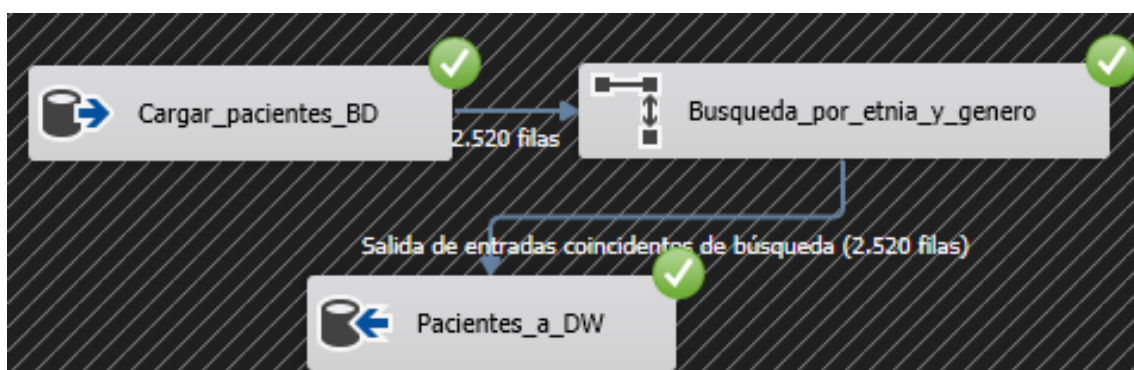 Cargar_pacientes_BD
2.520 filas
Busqueda_por_etnia_y_genero
Salida de entradas coincidentes de búsqueda (2.520 filas)
Pacientes_a_DW